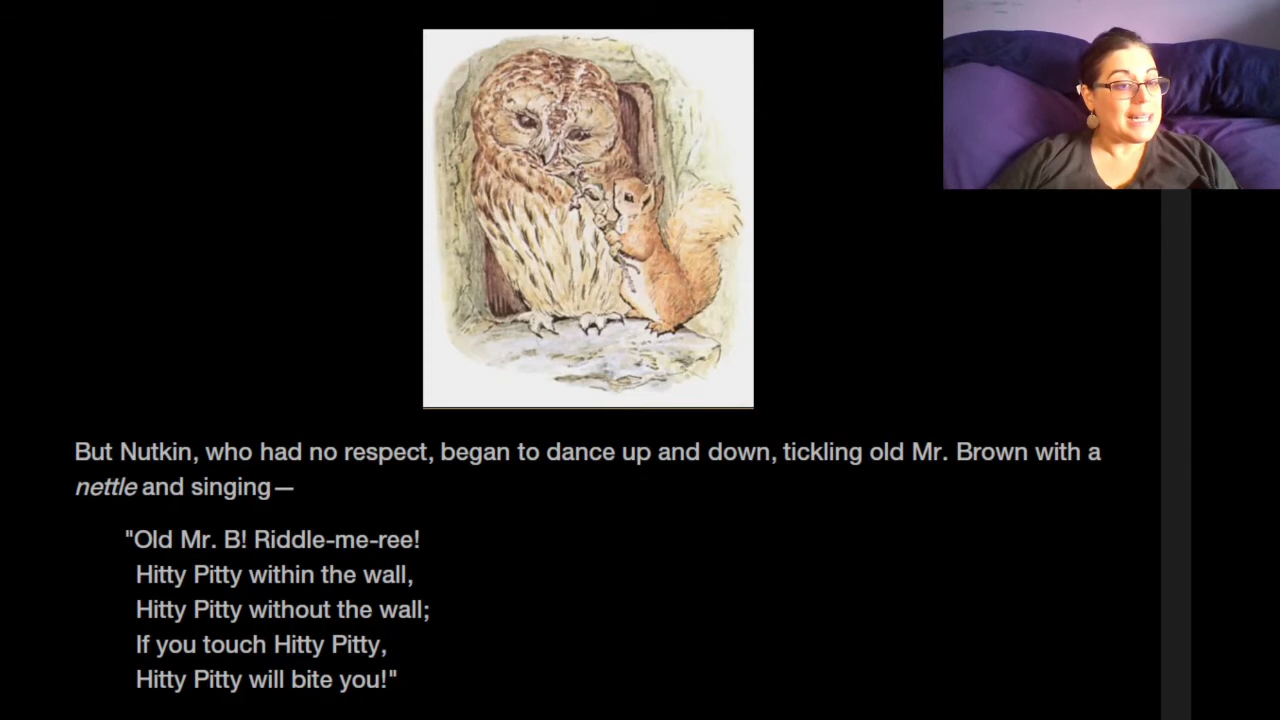 But Nutkin, who had no respect, began to dance up and down, tickling old Mr. Brown with a
nettle and singing—
"Old Mr. B! Riddle-me-ree!
Hitty Pitty within the wall,
Hitty Pitty without the wall;
If you touch Hitty Pitty,
Hitty Pitty will bite you!"